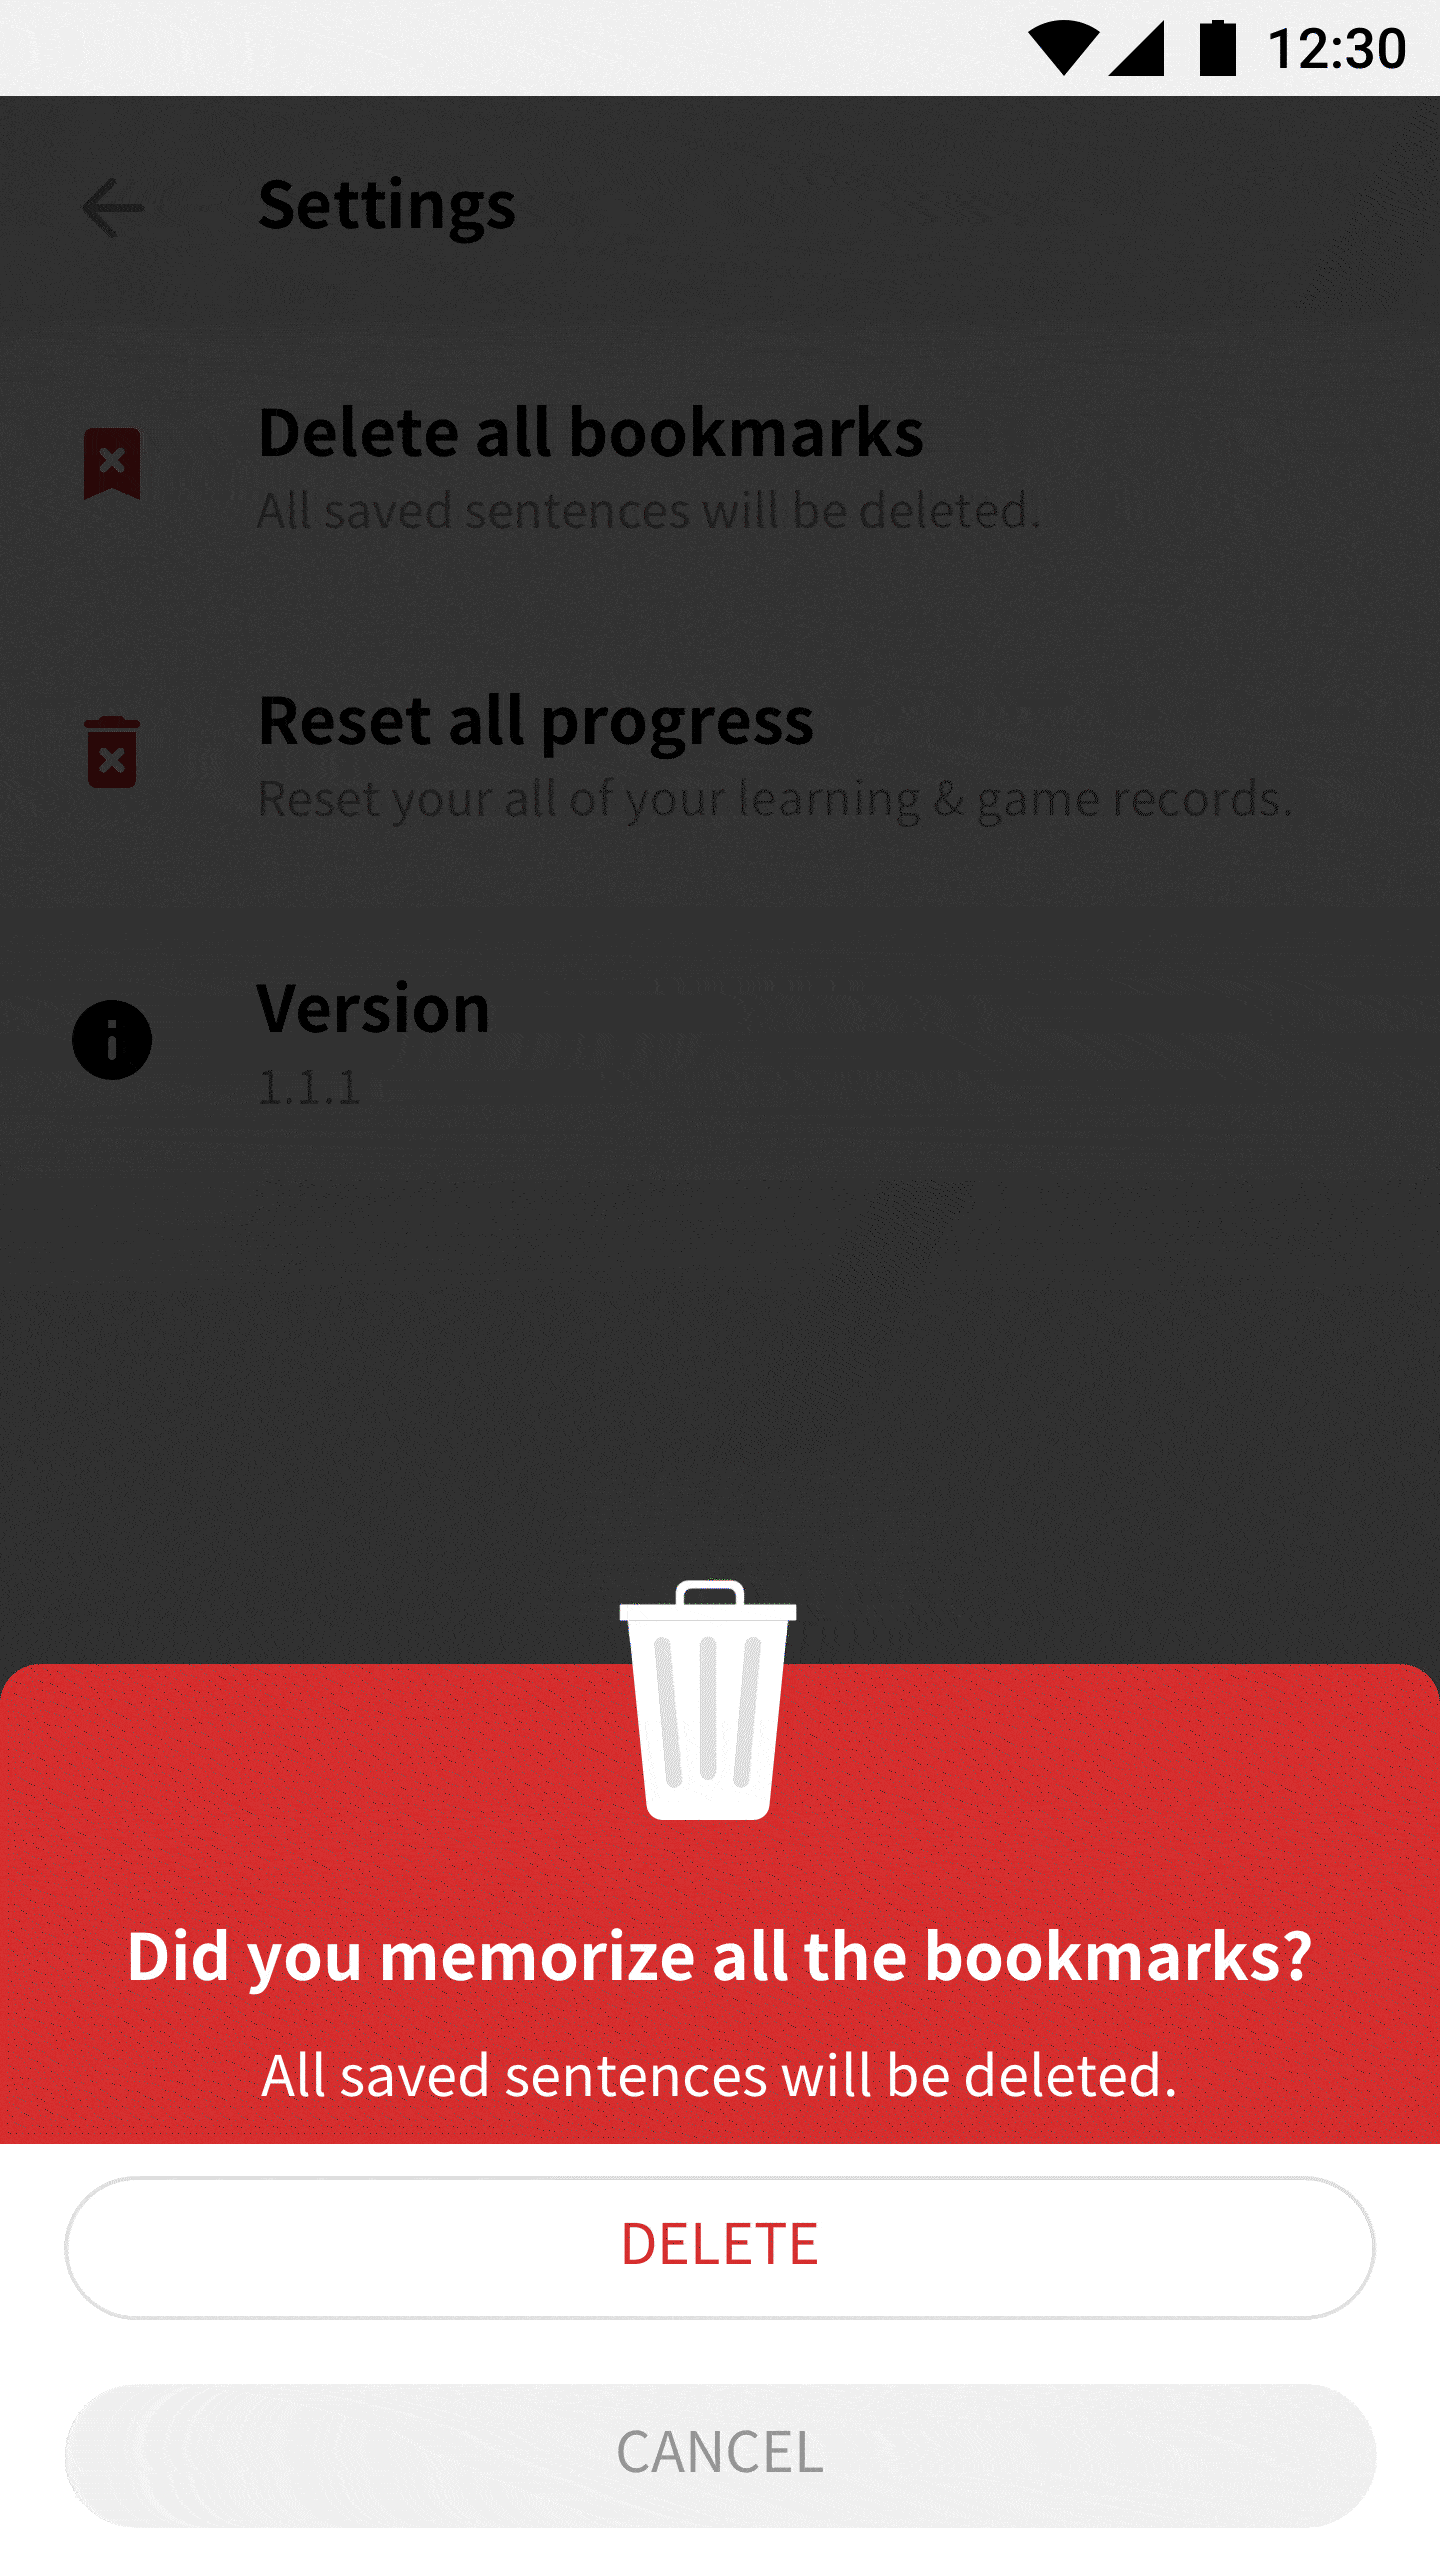 12:30
Settings
Delete all bookmarks
All saved sentences will be deleted.
Reset all progress
Reset your all of your learning & game records.
Version
1.1.1
Did you memorize all the bookmarks?
All saved sentences will be deleted.
DELETE
CANCEL